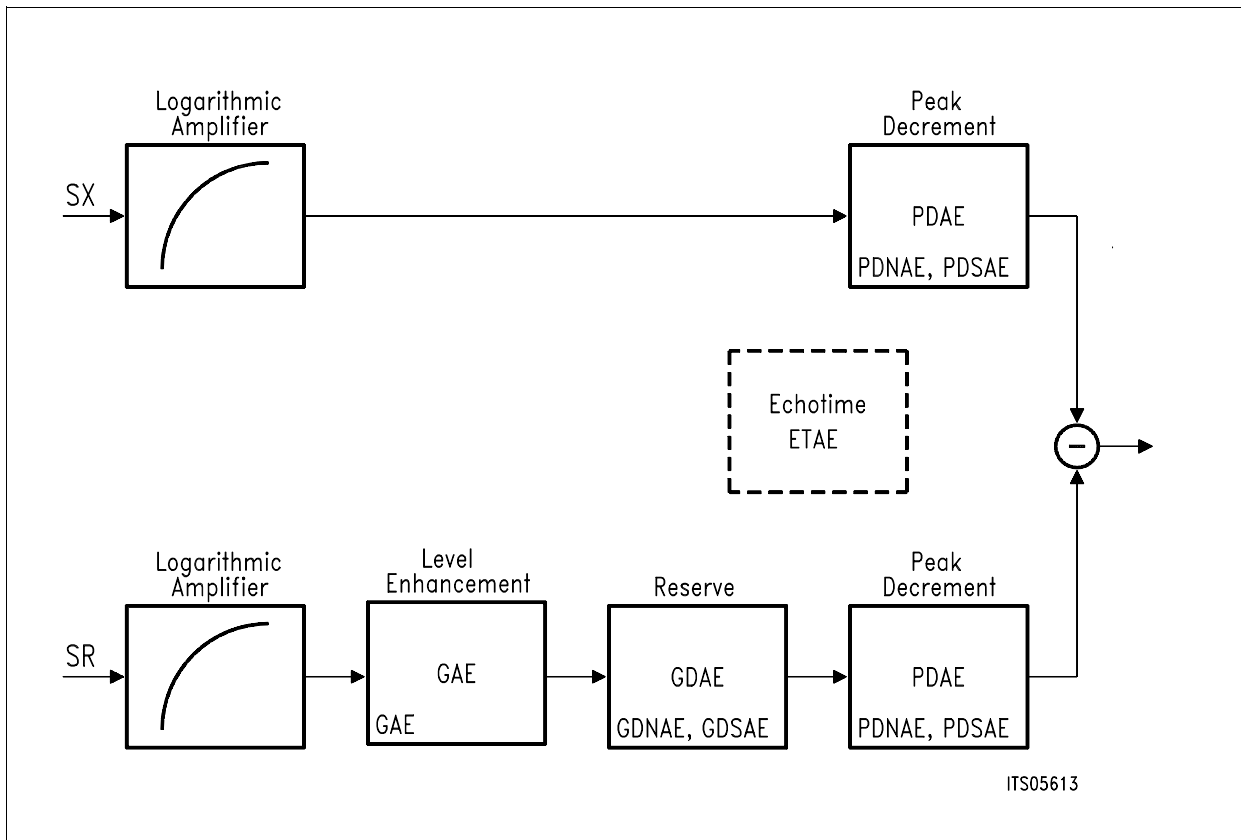 Logarithmic
Amplifier
Peak
Decrement
SX
PDAE
PDNAE, PDSAE
Echotime
ETAE
−
Logarithmic
Amplifier
Level
Enhancement
Reserve
Peak
Decrement
SR
GAE
GAE
GDAE
GDNAE, GDSAE
PDAE
PDNAE, PDSAE
ITS05613